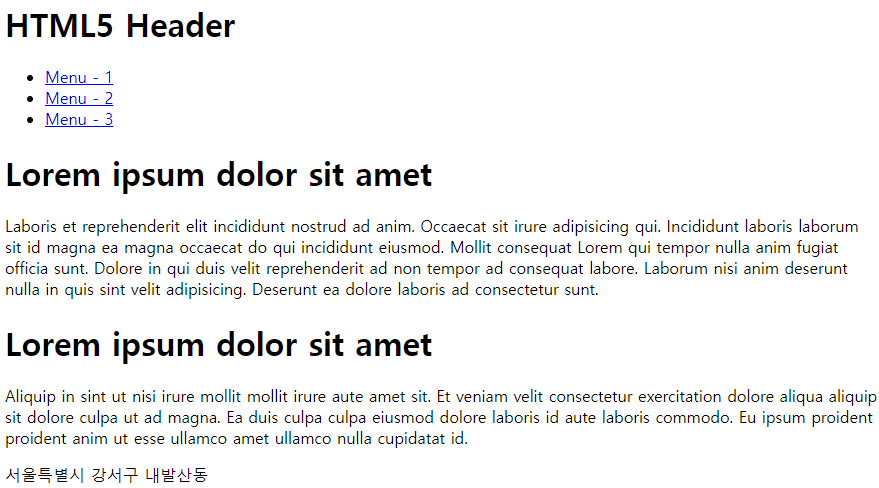 HTML5 Header
Menu - 1
Menu - 2
Menu - 3
Lorem ipsum dolor sit amet
Laboris et reprehenderit elit incididunt nostrud ad anim. Occaecat sit irure adipisicing qui. Incididunt laboris laborum
sit id magna ea magna occaecat do qui incididunt eiusmod. Mollit consequat Lorem qui tempor nulla anim fugiat
officia sunt. Dolore in qui duis velit reprehenderit ad non tempor ad consequat labore. Laborum nisi anim deserunt
nulla in quis sint velit adipisicing. Deserunt ea dolore laboris ad consectetur sunt.
Lorem ipsum dolor sit amet
Aliquip in sint ut nisi irure mollit mollit irure aute amet sit. Et veniam velit consectetur exercitation dolore aliqua aliquip
sit dolore culpa ut ad magna. Ea duis culpa culpa eiusmod dolore laboris id aute laboris commodo. Eu ipsum proident
proident anim ut esse ullamco amet ullamco nulla cupidatat id.
서울특별시 강서구 내발산동